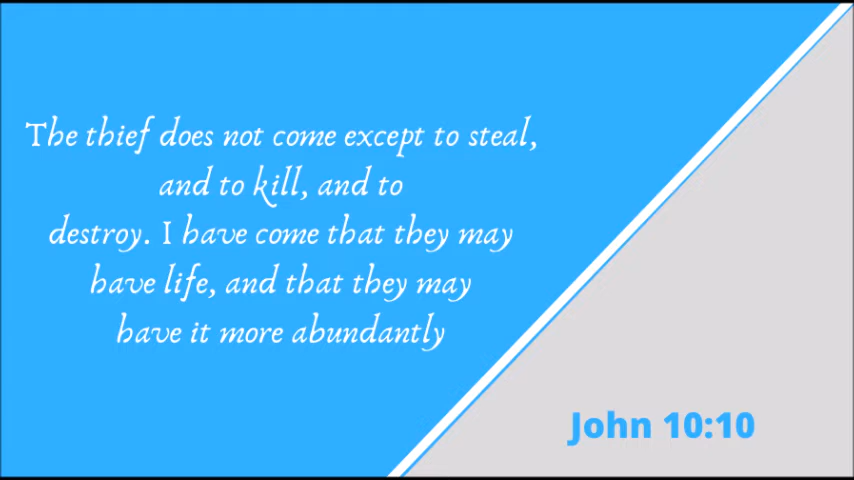 The thief does not come except to steal,
and to kill, and to
destroy. I have come that they may
have life, and that they may
have it more abundantly
John 10:10